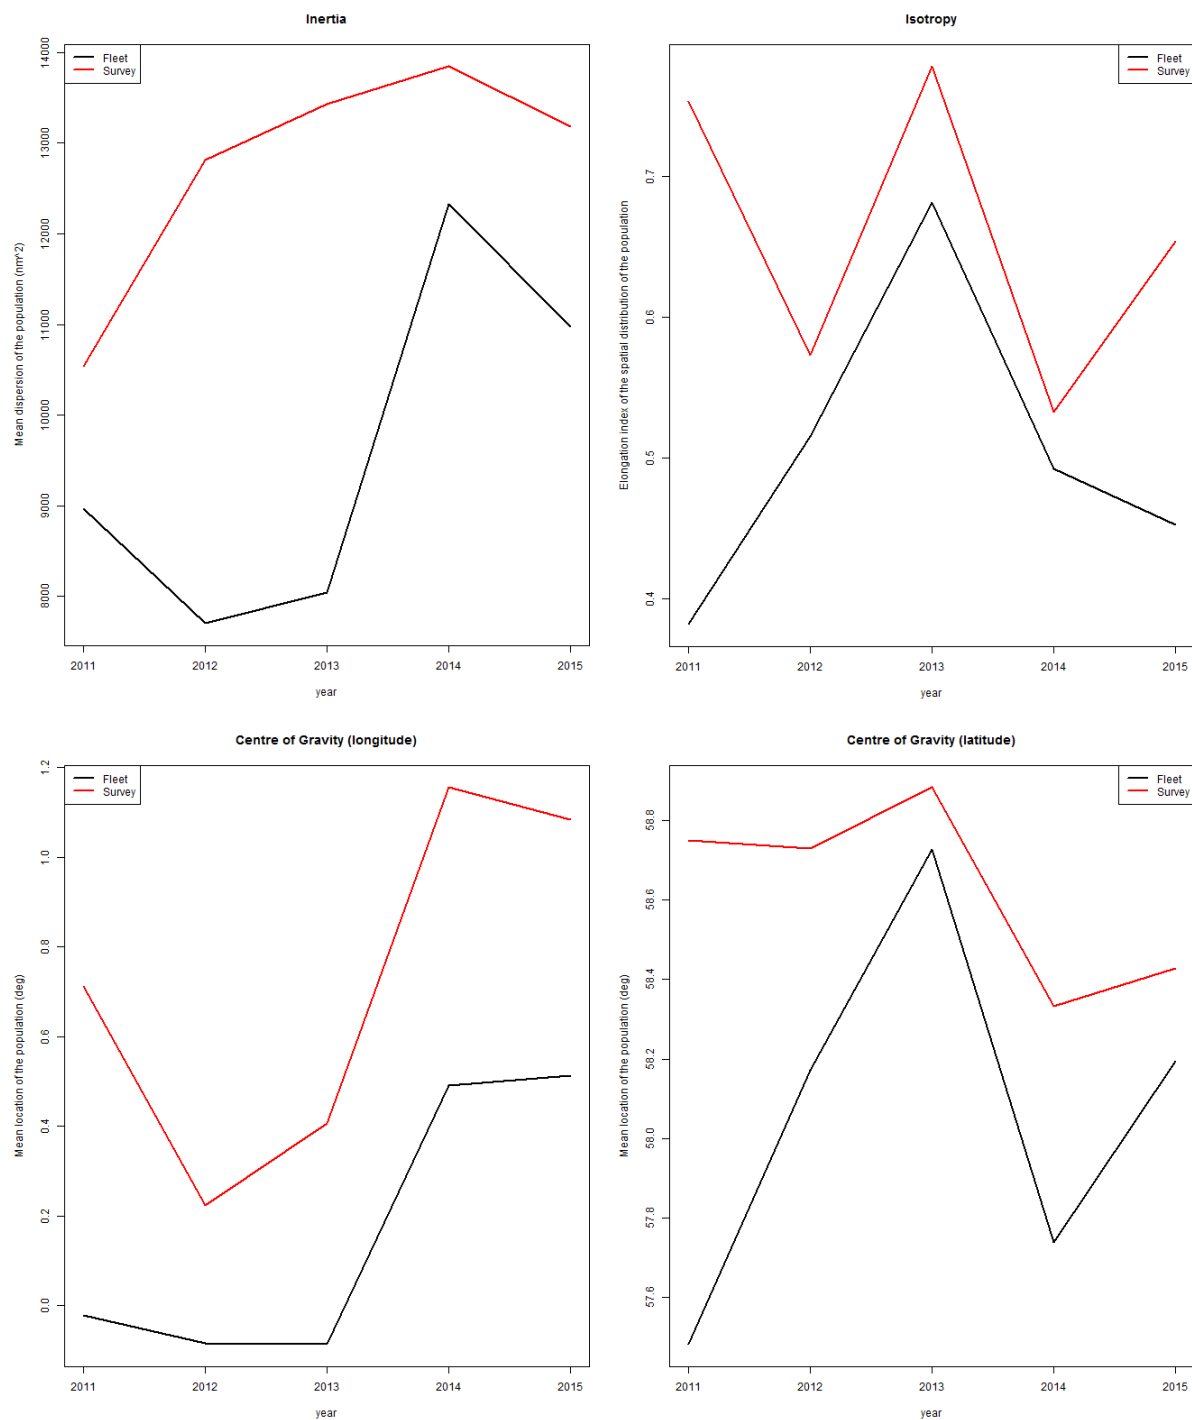 Inertia
Fleet
Survey
Mean dispersion of the population (nm^2)
14000
13000
12000
11000
10000
9000
8000
2011 2012 2013 2014 2015
year
Isotropy
Fleet
Survey
Elongation index of the spatial distribution of the population
0.7
0.6
0.5
0.4
2011 2012 2013 2014 2015
year
Centre of Gravity (longitude)
Fleet
Survey
Mean location of the population (deg)
1.2
1.0
0.8
0.6
0.4
0.2
0.0
2011 2012 2013 2014 2015
year
Centre of Gravity (latitude)
Fleet
Survey
Mean location of the population (deg)
58.8
58.6
58.4
58.2
58.0
57.8
57.6
2011 2012 2013 2014 2015
year